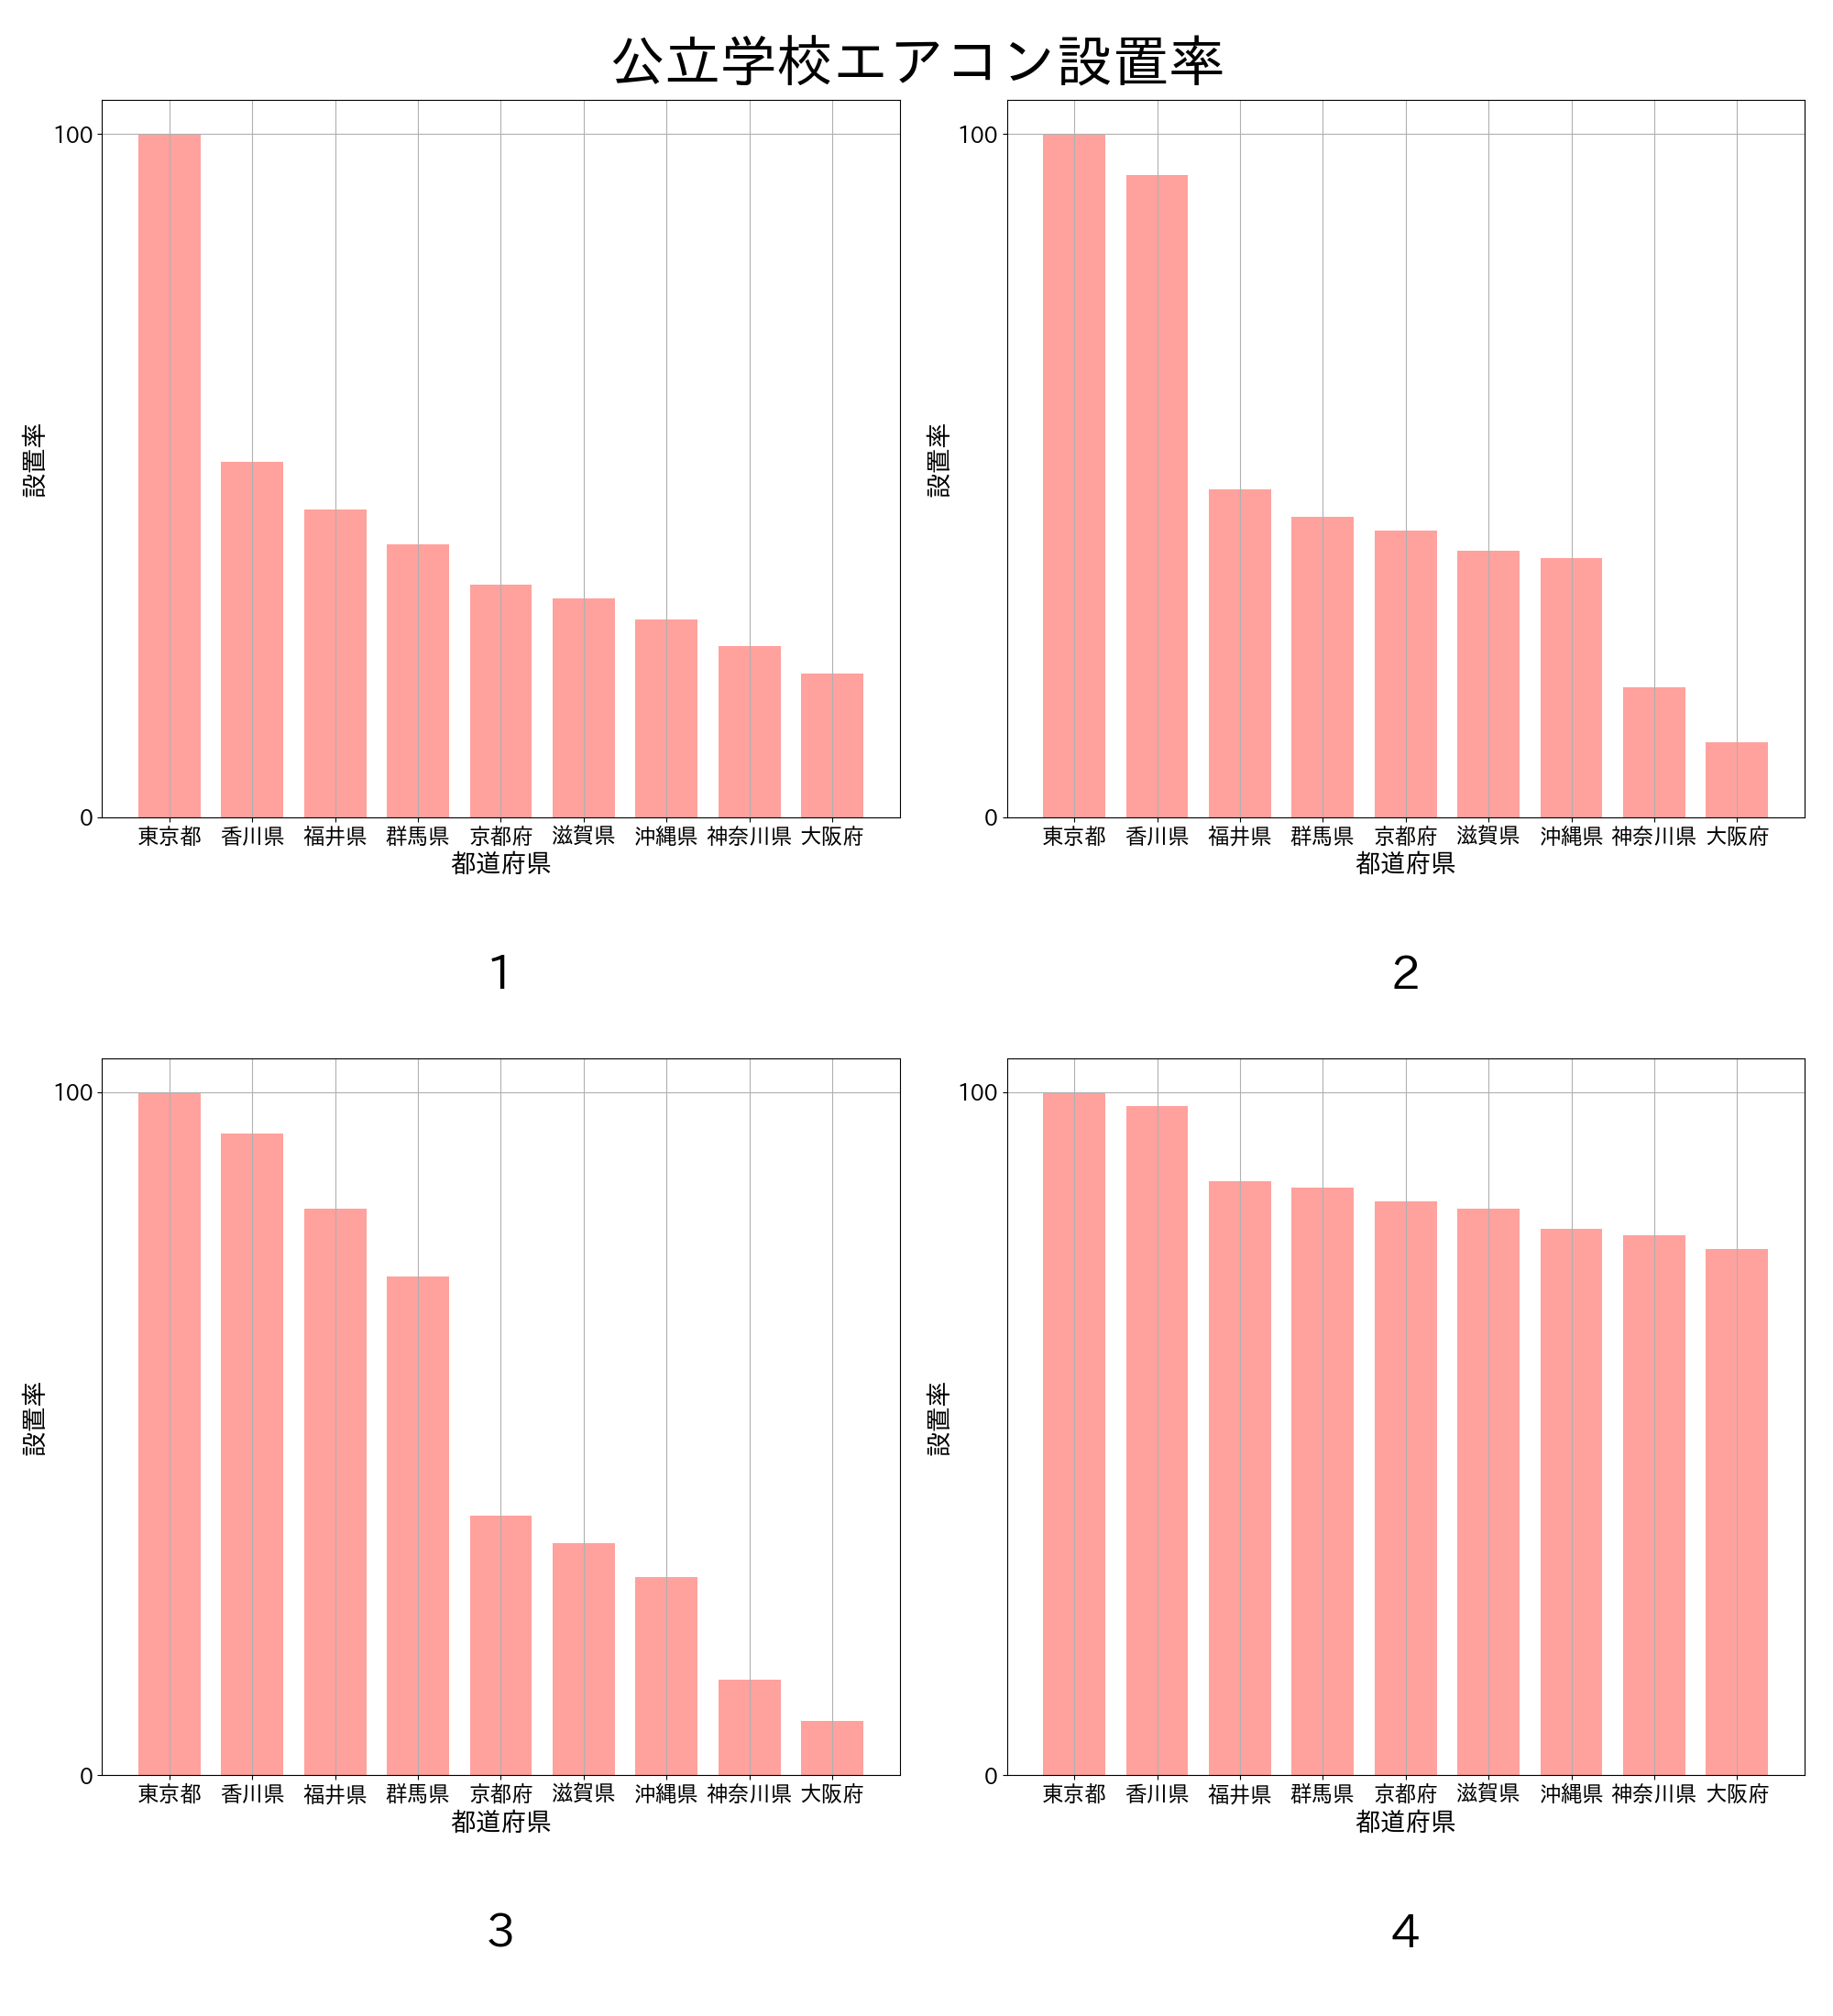 公立学校エアコン設置率
100
設置率
0
東京都 香川県 福井県 群馬県 京都府 滋賀県 沖縄県 神奈川県 大阪府
都道府県
1
100
設置率
0
東京都 香川県 福井県 群馬県 京都府 滋賀県 沖縄県 神奈川県 大阪府
都道府県
2
100
設置率
0
東京都 香川県 福井県 群馬県 京都府 滋賀県 沖縄県 神奈川県 大阪府
都道府県
3
100
設置率
0
東京都 香川県 福井県 群馬県 京都府 滋賀県 沖縄県 神奈川県 大阪府
都道府県
4